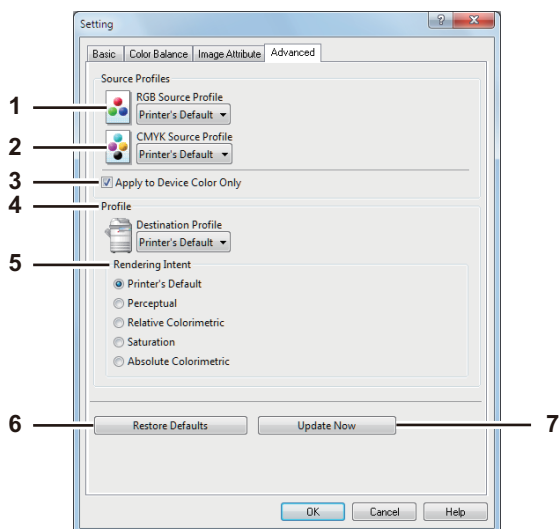 Setting
Basic Color Balance Image Attribute Advanced
Source Profiles
1 RGB Source Profile
Printer's Default
2 CMYK Source Profile
Printer's Default
3 Apply to Device Color Only
4 Profile
Destination Profile
Printer's Default
5 Rendering Intent
Printer's Default
Perceptual
Relative Colorimetric
Saturation
Absolute Colorimetric
6 Restore Defaults Update Now 7
OK Cancel Help